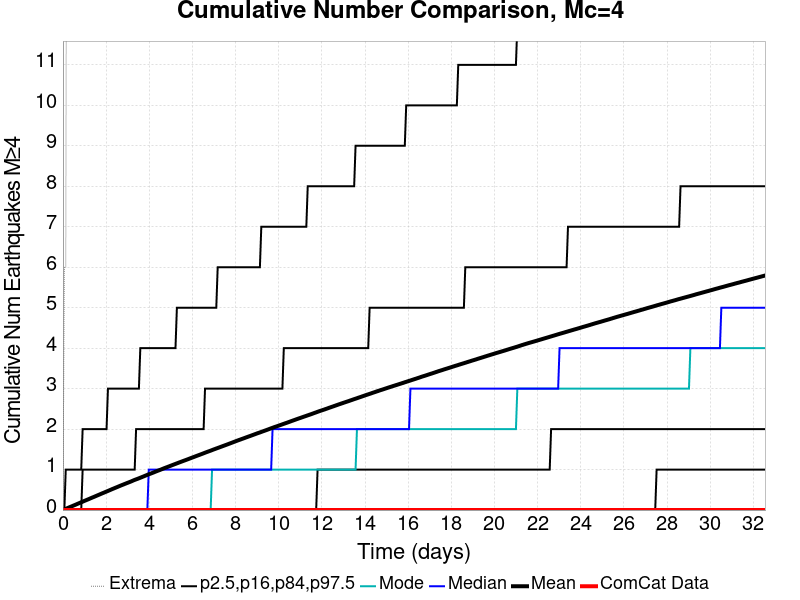 Cumulative Number Comparison, Mc=4
Cumulative Num Earthquakes M≥4
11
10
9
8
7
6
5
4
3
2
1
0
0 2 4 6 8 10 12 14 16 18 20 22 24 26 28 30 32
Time (days)
Extrema p2.5,p16,p84,p97.5 Mode Median Mean ComCat Data